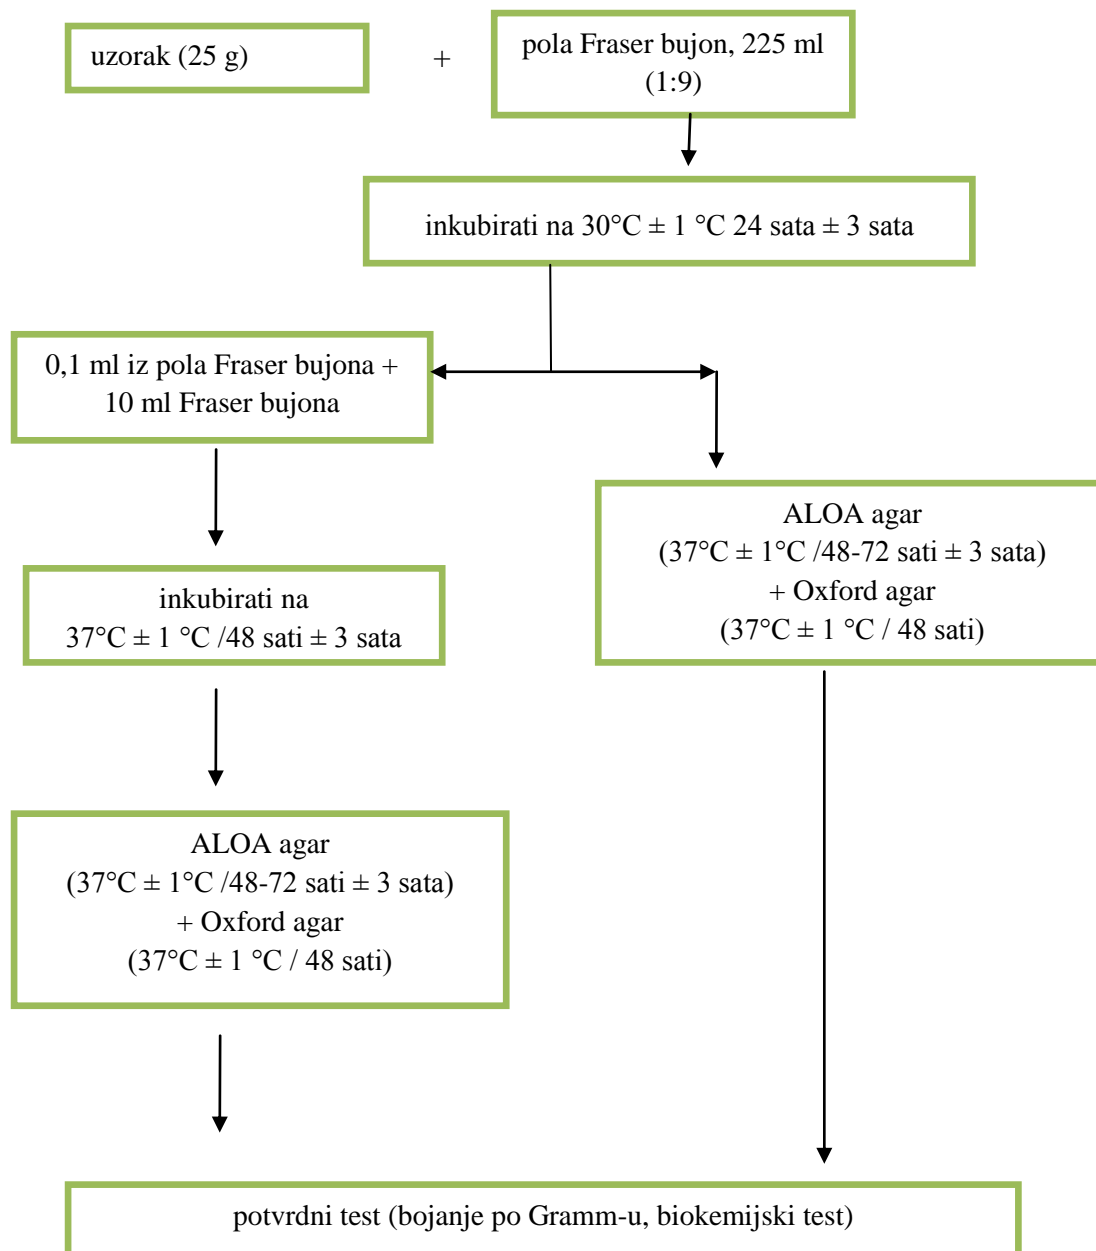 uzorak (25 g)
+
pola Fraser bujon, 225 ml
(1:9)
inkubirati na 30°C ± 1 °C 24 sata ± 3 sata
0,1 ml iz pola Fraser bujona +
10 ml Fraser bujona
ALOA agar
(37°C ± 1°C /48-72 sati ± 3 sata)
+ Oxford agar
(37°C ± 1 °C / 48 sati)
inkubirati na
37°C ± 1 °C /48 sati ± 3 sata
ALOA agar
(37°C ± 1°C /48-72 sati ± 3 sata)
+ Oxford agar
(37°C ± 1 °C / 48 sati)
potvrdni test (bojanje po Gramm-u, biokemijski test)